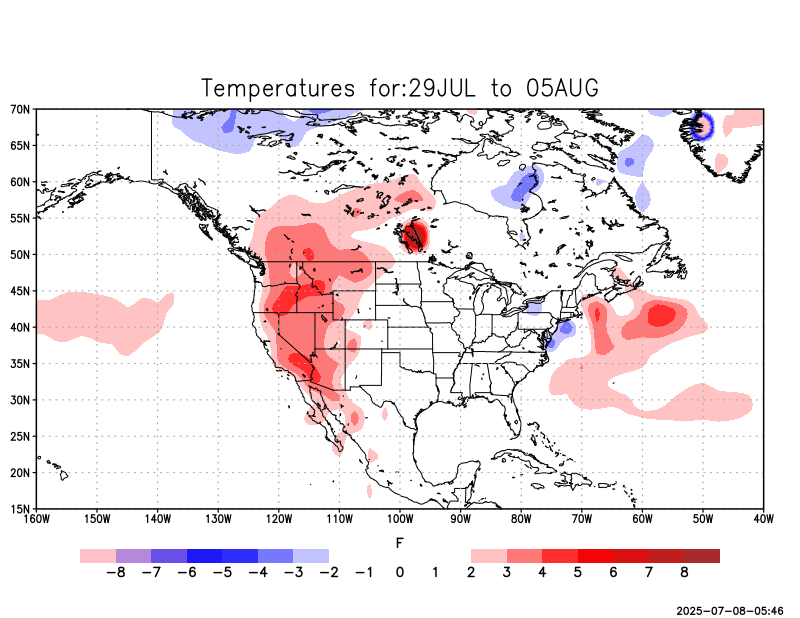 Temperatures for:29JUL to 05AUG
70N
65N
60N
55N
50N
45N
40N
35N
30N
25N
20N
15N
160W 150W 140W 130W 120W 110W 100W 90W 80W 70W 60W 50W 40W
F
-8 -7 -6 -5 -4 -3 -2 -1 0 1 2 3 4 5 6 7 8
2025-07-08-05:46